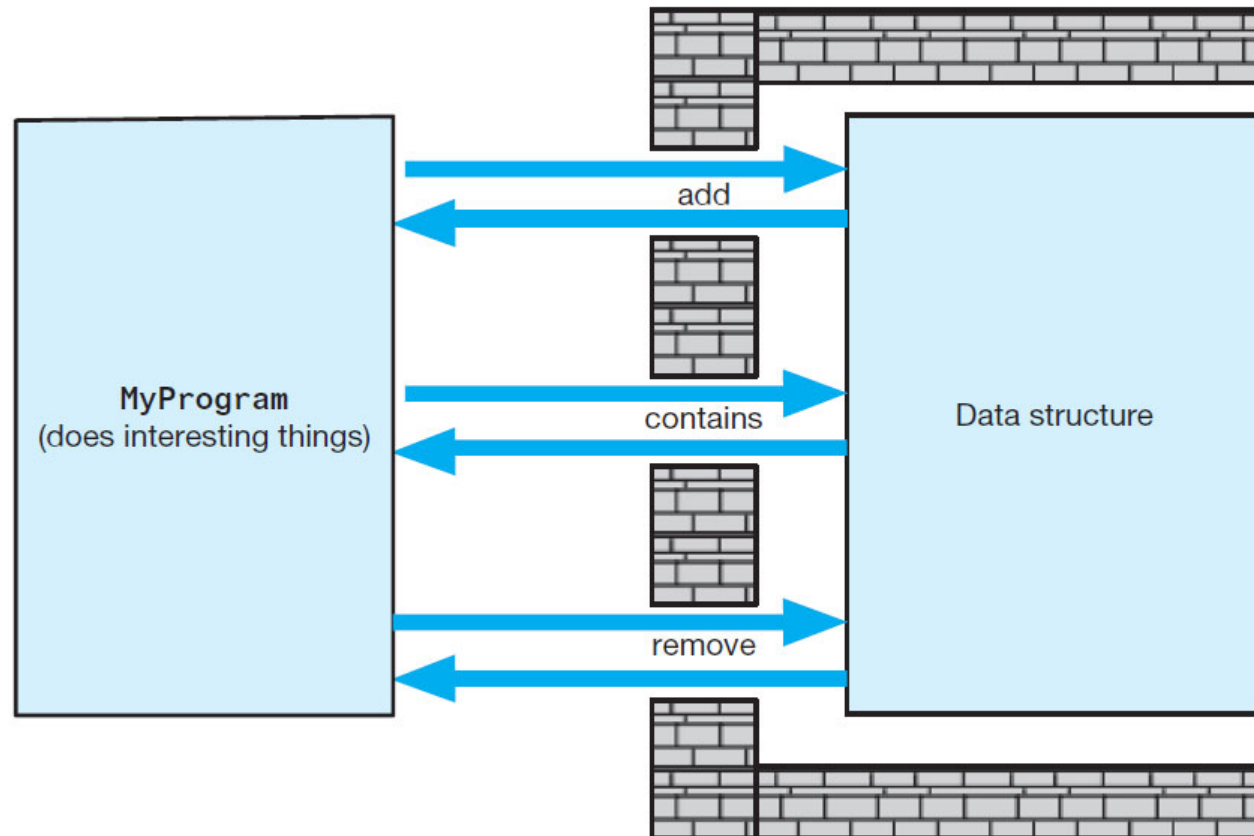 add
MyProgram
(does interesting things)
contains
Data structure
remove